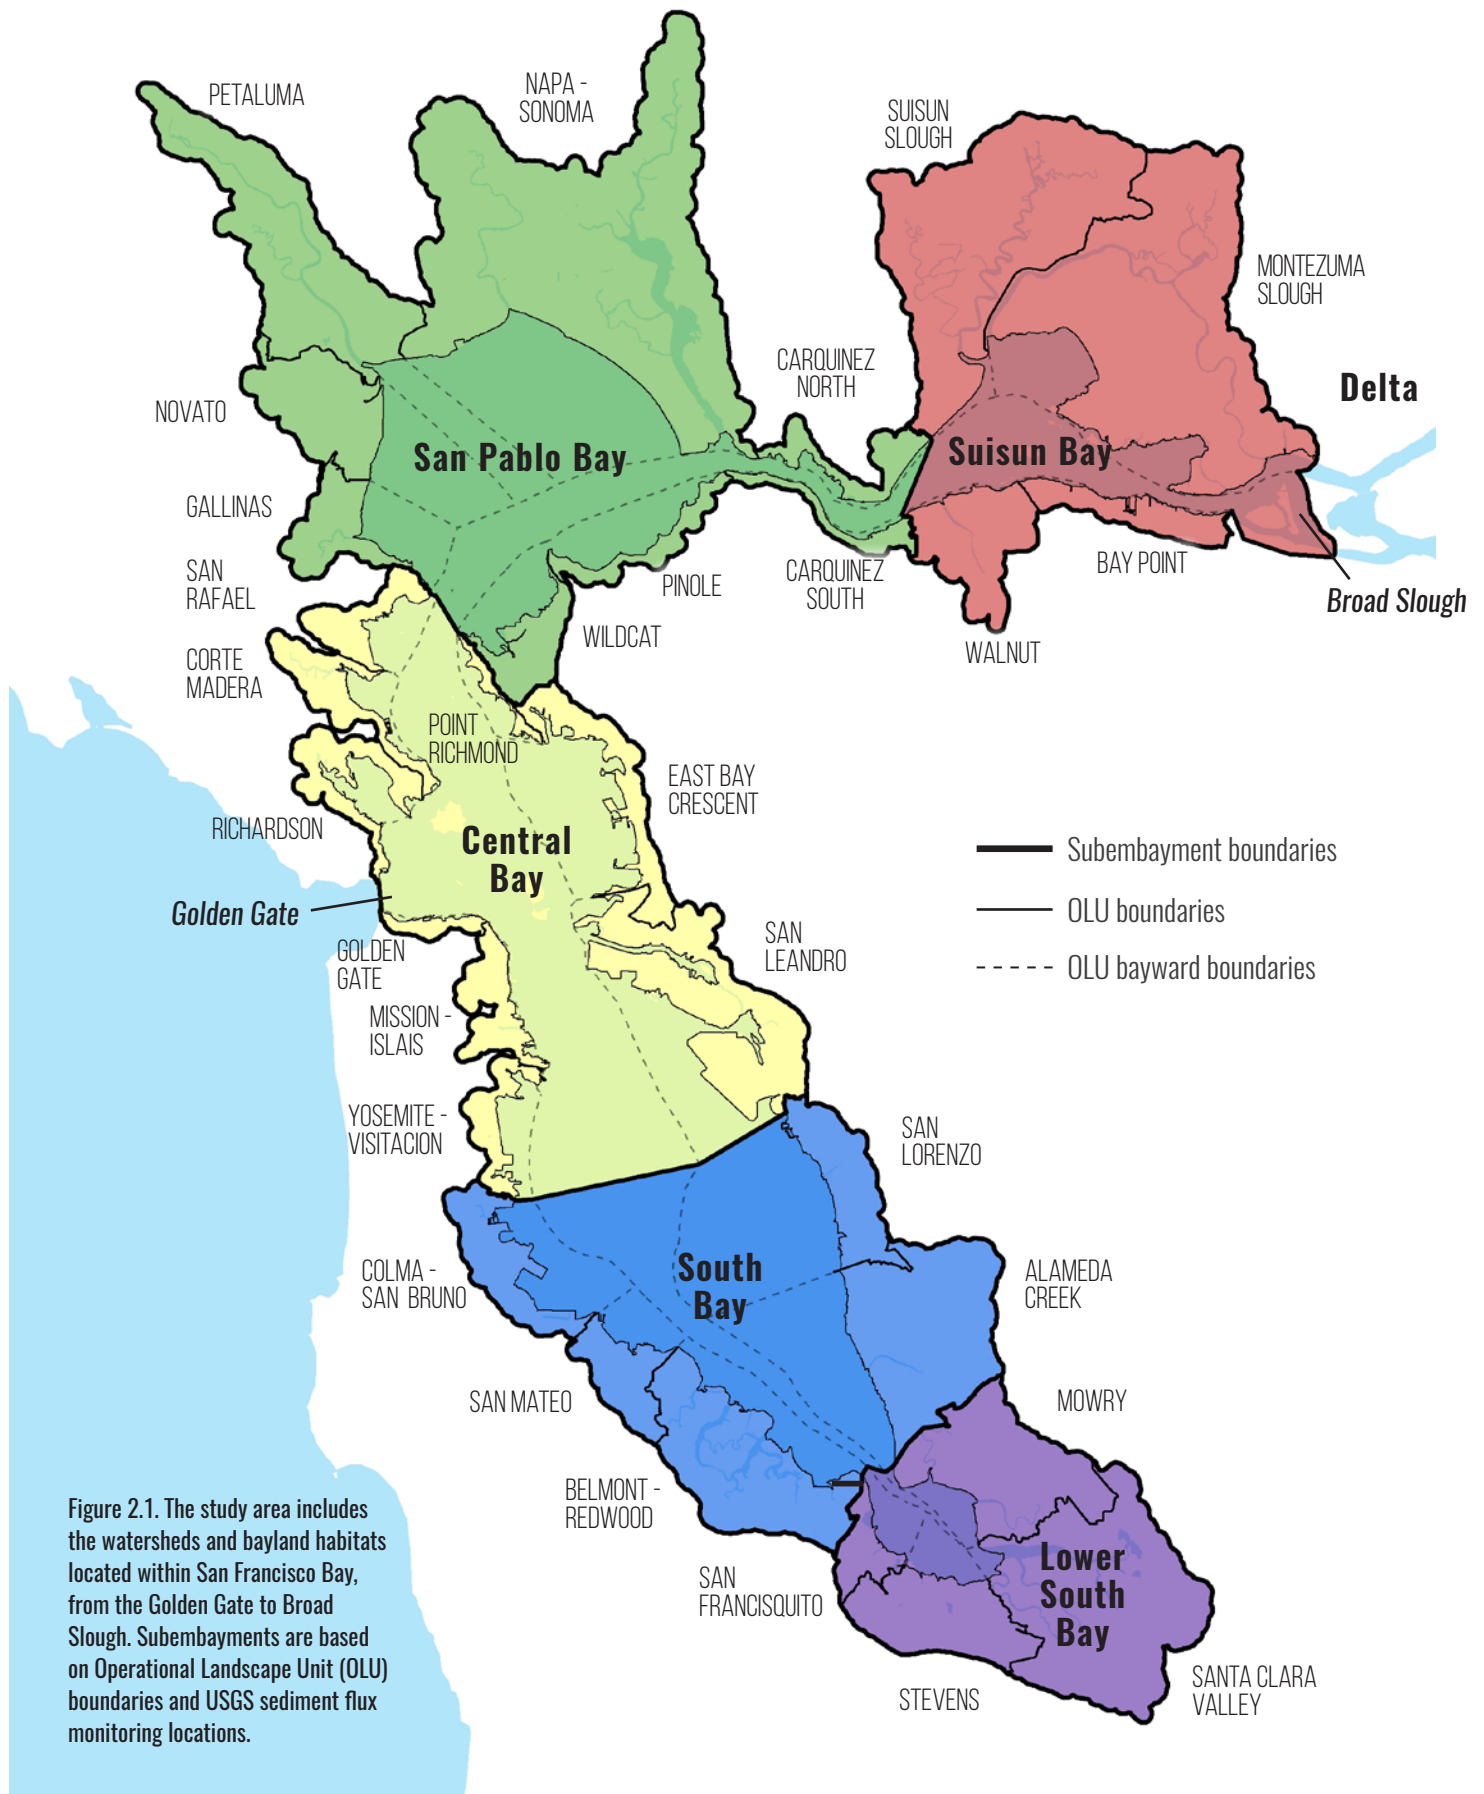 PETALUMA
NAPA -
SONOMA
SUISUN
SLOUGH
MONTEZUMA
SLOUGH
CARQUINEZ
NORTH
Delta
NOVATO
San Pablo Bay
Suisun Bay
GALLINAS
SAN
RAFAEL
PINOLE
CARQUINEZ
SOUTH
BAY POINT
Broad Slough
WILDCAT
WALNUT
CORTE
MADERA
POINT
RICHMOND
EAST BAY
CRESCENT
RICHARDSON
Central
Bay
Golden Gate
GOLDEN
GATE
SAN
LEANDRO
Subembayment boundaries
OLU boundaries
OLU bayward boundaries
MISSION -
ISLAIS
YOSEMITE -
VISITACION
SAN
LORENZO
COLMA -
SAN BRUNO
South
Bay
ALAMEDA
CREEK
SAN MATEO
MOWRY
BELMONT -
REDWOOD
SAN
FRANCISQUITO
Lower
South
Bay
STEVENS
SANTA CLARA
VALLEY
Figure 2.1. The study area includes
the watersheds and bayland habitats
located within San Francisco Bay,
from the Golden Gate to Broad
Slough. Subembayments are based
on Operational Landscape Unit (OLU)
boundaries and USGS sediment flux
monitoring locations.